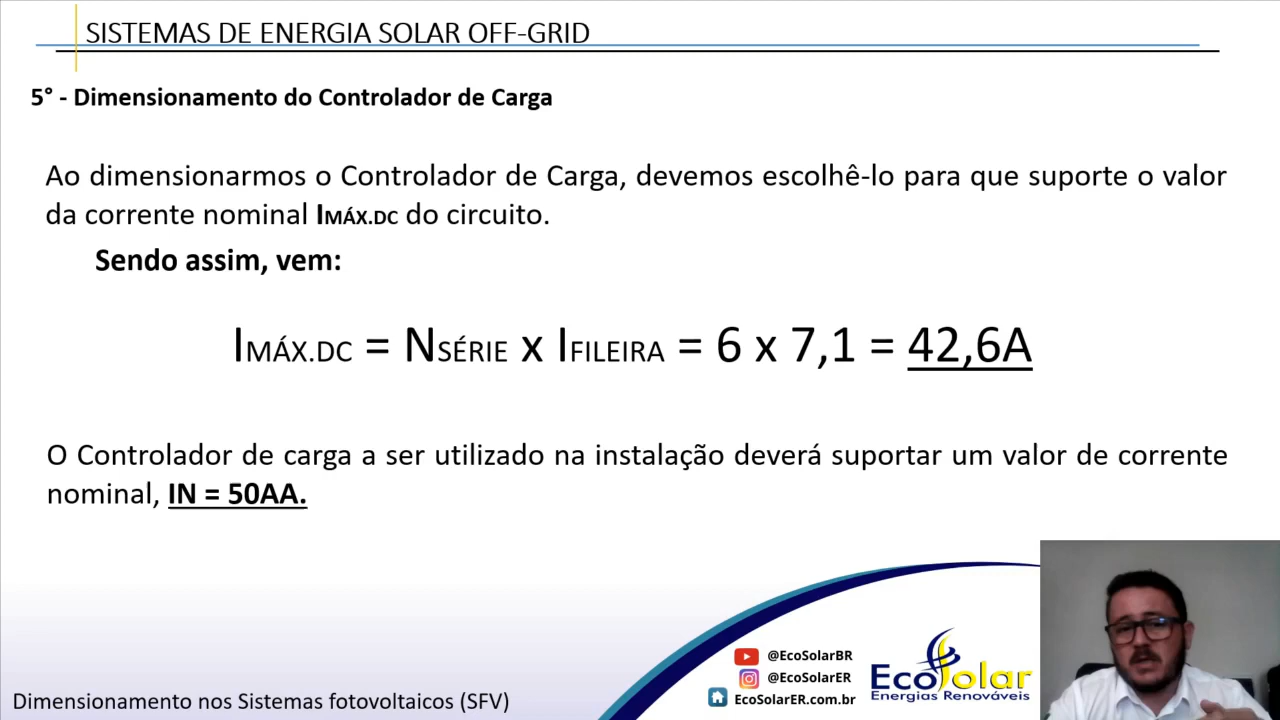 SISTEMAS DE ENERGIA SOLAR OFF-GRID
5° - Dimensionamento do Controlador de Carga
Ao dimensionarmos o Controlador de Carga, devemos escolhê-lo para que suporte o valor
da corrente nominal IMÁX.DC do circuito.
Sendo assim, vem:
IMÁX.DC = NSÉRIE x IFILEIRA = 6 x 7,1 = 42,6A
O Controlador de carga a ser utilizado na instalação deverá suportar um valor de corrente
nominal, IN = 50AA.
@EcoSolarBR
@EcoSolarER
EcoSolarER.com.br
EcoSolar
Energias Renováveis
Dimensionamento nos Sistemas fotovoltaicos (SFV)